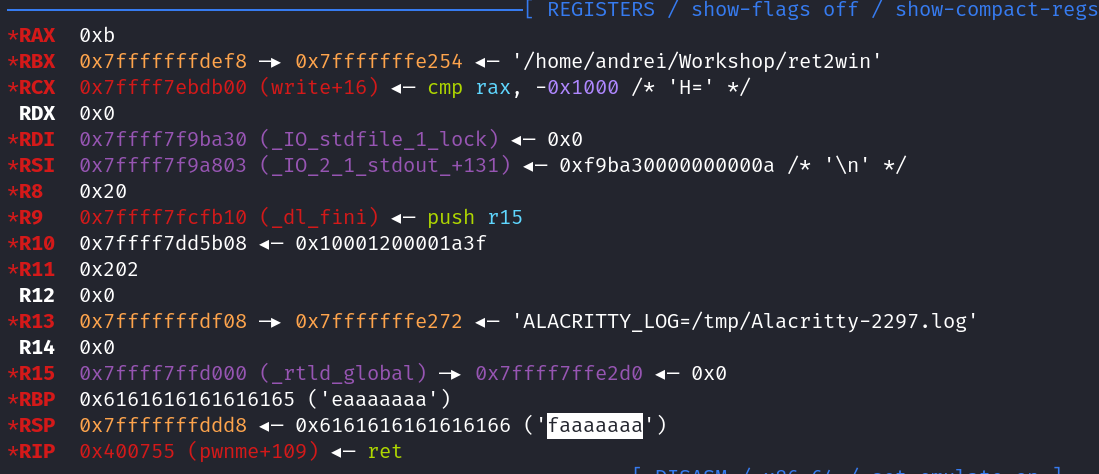 [ REGISTERS / show-flags off / show-compact-regs
*RAX 0xb
*RBX 0x7fffffffdef8 —▸ 0x7fffffffe254 ◂— '/home/andrei/Workshop/ret2win'
*RCX 0x7ffff7ebdb00 (write+16) ◂— cmp rax, -0x1000 /* 'H=' */
RDX 0x0
*RDI 0x7ffff7f9ba30 (_IO_stdfile_1_lock) ◂— 0x0
*RSI 0x7ffff7f9a803 (_IO_2_1_stdout_+131) ◂— 0xf9ba30000000000a /* '\n' */
*R8 0x20
*R9 0x7ffff7fcfb10 (_dl_fini) ◂— push r15
*R10 0x7ffff7dd5b08 ◂— 0x10001200001a3f
*R11 0x202
R12 0x0
*R13 0x7fffffffdf08 —▸ 0x7fffffffe272 ◂— 'ALACRITTY_LOG=/tmp/Alacritty-2297.log'
R14 0x0
*R15 0x7ffff7ffd000 (_rtld_global) —▸ 0x7ffff7ffe2d0 ◂— 0x0
*RBP 0x6161616161616165 ('eaaaaaaa')
*RSP 0x7fffffffddd8 ◂— 0x6161616161616166 ('faaaaaaa')
*RIP 0x400755 (pwnme+109) ◂— ret